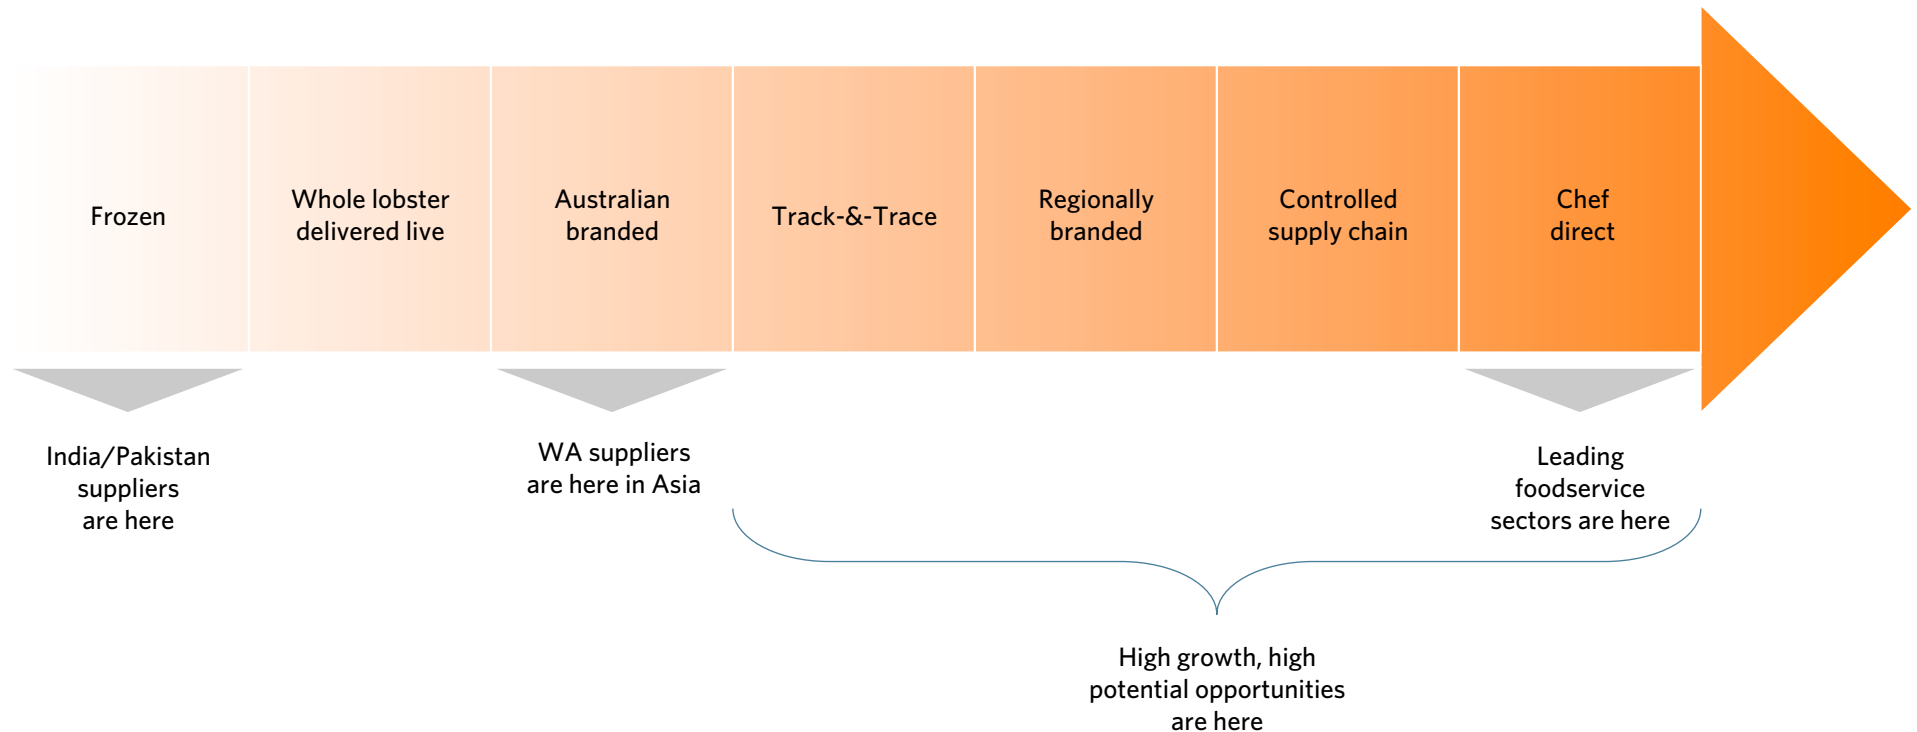 Frozen
Whole lobster
delivered live
Australian
branded
Track-&-Trace
Regionally
branded
Controlled
supply chain
Chef
direct
India/Pakistan
suppliers
are here
WA suppliers
are here in Asia
Leading
foodservice
sectors are here
High growth, high
potential opportunities
are here